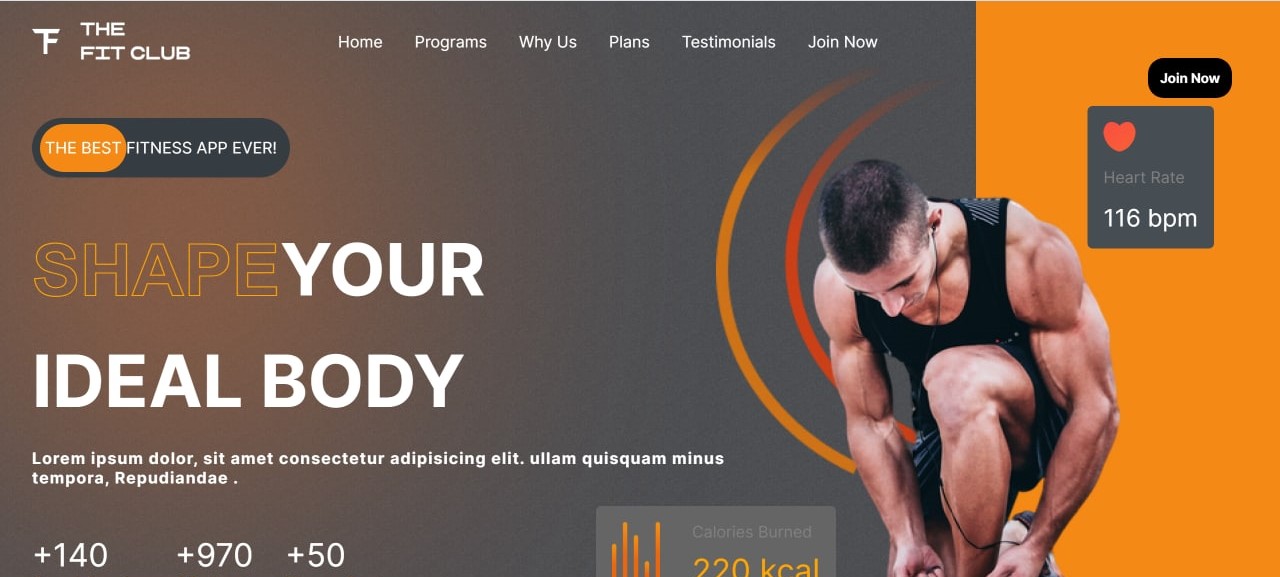 THE
FIT CLUB
Home Programs Why Us Plans Testimonials Join Now
Join Now
THE BEST FITNESS APP EVER!
Heart Rate
116 bpm
SHAPE YOUR
IDEAL BODY
Lorem ipsum dolor, sit amet consectetur adipisicing elit. ullam quisquam minus
tempora, Repudiandae .
Calories Burned
220 kcal
+140 +970 +50